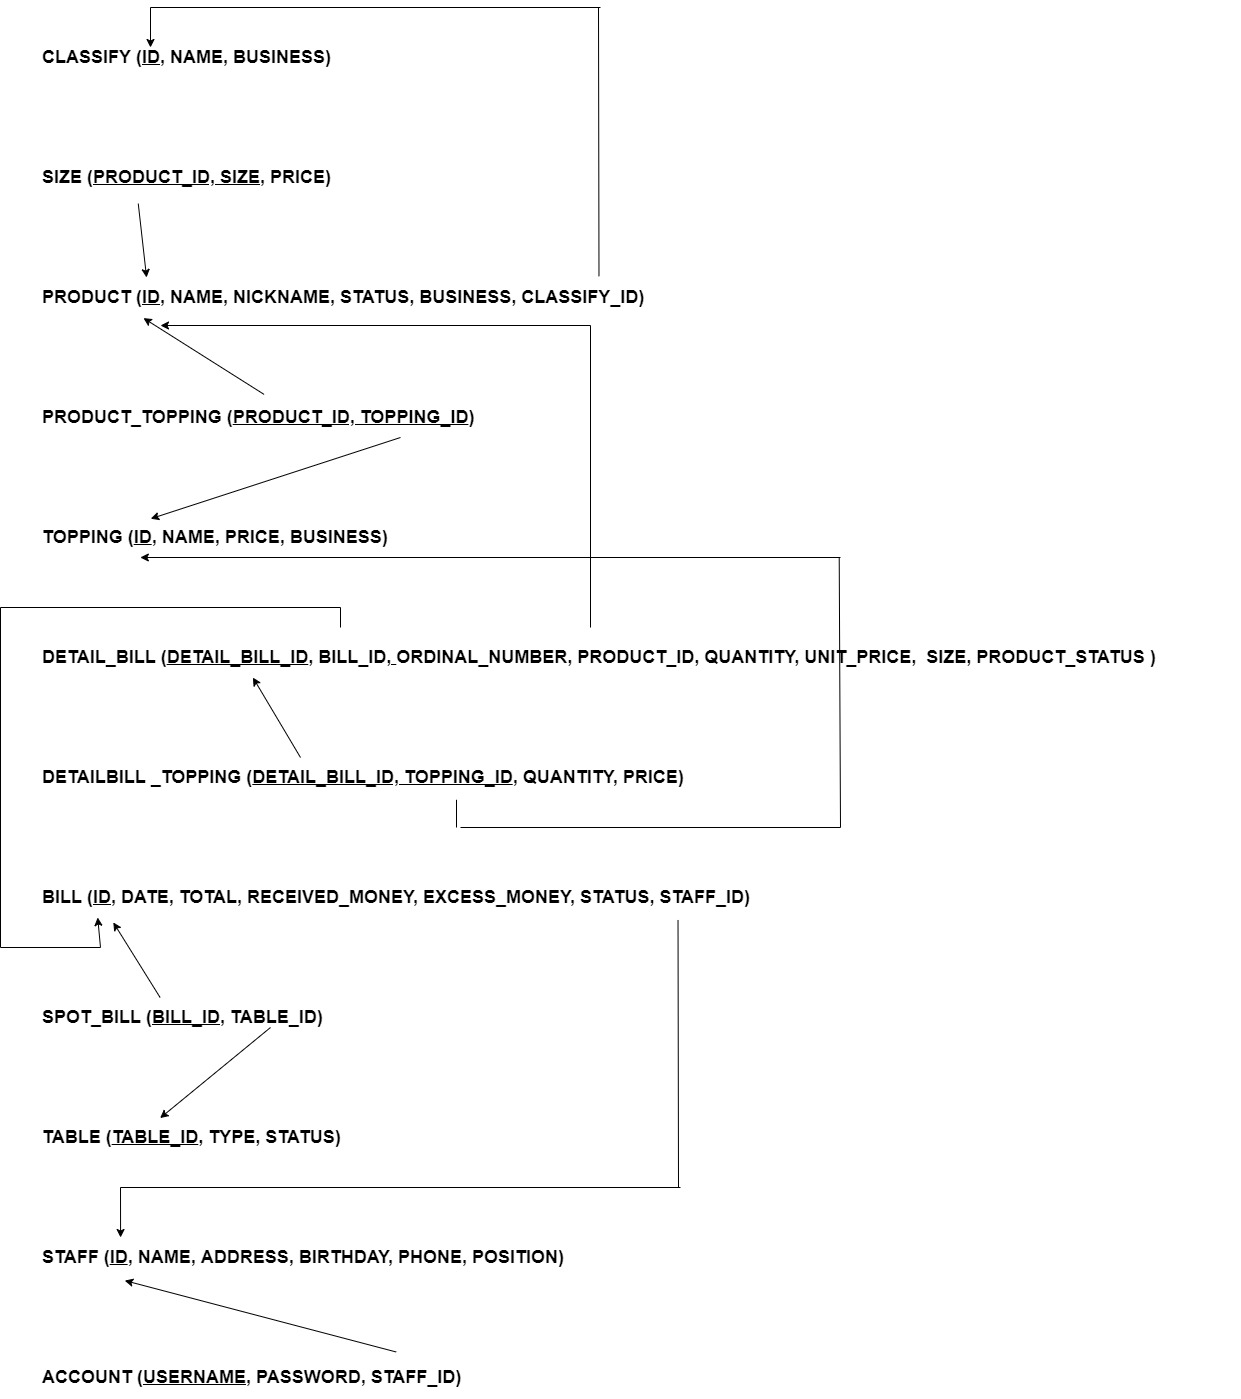 CLASSIFY (ID, NAME, BUSINESS)
SIZE (PRODUCT_ID, SIZE, PRICE)
PRODUCT (ID, NAME, NICKNAME, STATUS, BUSINESS, CLASSIFY_ID)
PRODUCT_TOPPING (PRODUCT_ID, TOPPING_ID)
TOPPING (ID, NAME, PRICE, BUSINESS)
DETAIL_BILL (DETAIL_BILL_ID, BILL_ID, ORDINAL_NUMBER, PRODUCT_ID, QUANTITY, UNIT_PRICE,  SIZE, PRODUCT_STATUS )
DETAILBILL _TOPPING (DETAIL_BILL_ID, TOPPING_ID, QUANTITY, PRICE)
BILL (ID, DATE, TOTAL, RECEIVED_MONEY, EXCESS_MONEY, STATUS, STAFF_ID)
SPOT_BILL (BILL_ID, TABLE_ID)
TABLE (TABLE_ID, TYPE, STATUS)
STAFF (ID, NAME, ADDRESS, BIRTHDAY, PHONE, POSITION)
ACCOUNT (USERNAME, PASSWORD, STAFF_ID)